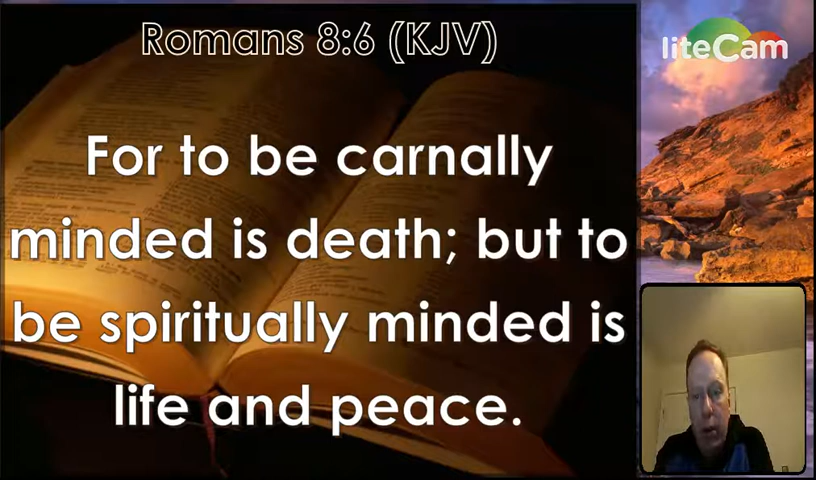 Romans 8:6 (KJV)
liteCam
For to be carnally
minded is death; but to
be spiritually minded is
life and peace.